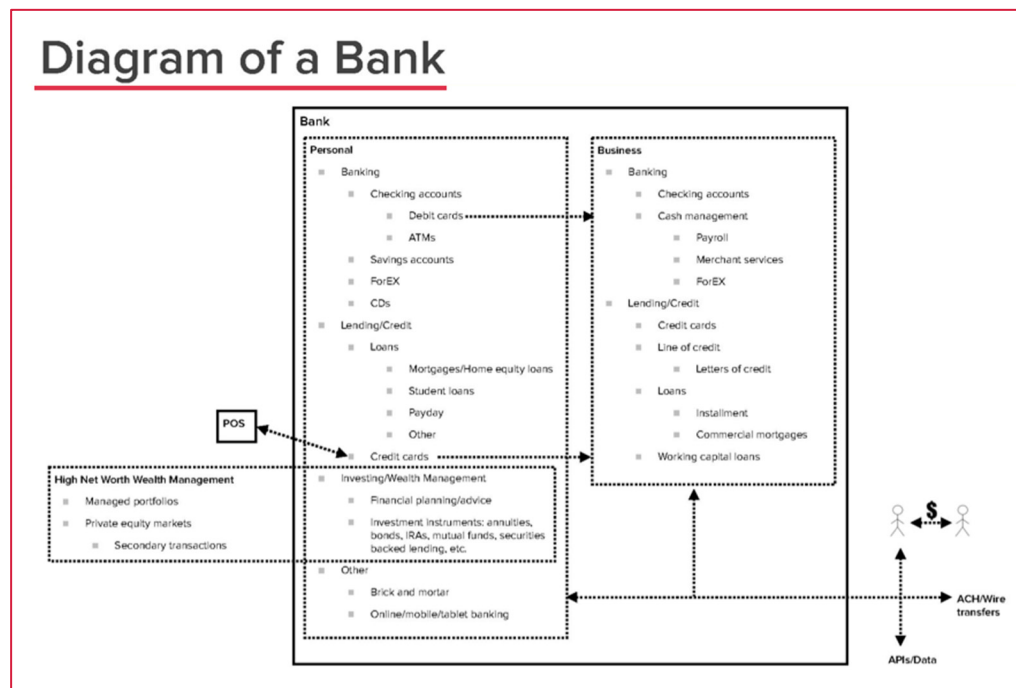 Diagram of a Bank
Bank
Personal
Banking
Checking accounts
Debit cards
ATMs
Savings accounts
ForEX
CDs
Lending/Credit
Loans
Mortgages/Home equity loans
Student loans
Payday
Other
Credit cards
Investing/Wealth Management
Financial planning/advice
Investment instruments: annuities,
bonds, IRAs, mutual funds, securities
backed lending, etc.
Other
Brick and mortar
Online/mobile/tablet banking
Business
Banking
Checking accounts
Cash management
Payroll
Merchant services
ForEX
Lending/Credit
Credit cards
Line of credit
Letters of credit
Loans
Installment
Commercial mortgages
Working capital loans
POS
High Net Worth Wealth Management
Managed portfolios
Private equity markets
Secondary transactions
$
ACH/Wire
transfers
APIs/Data